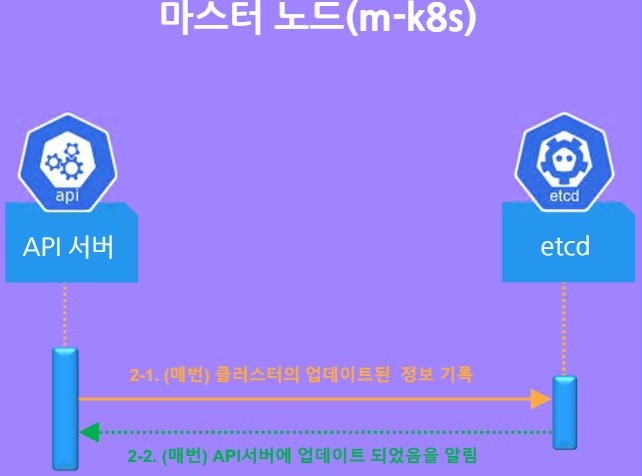 마스터 노드(m-k8s)
api
etcd
API 서버
etcd
2-1. (매번) 클러스터의 업데이트된 정보 기록
2-2. (매번) API서버에 업데이트 되었음을 알림